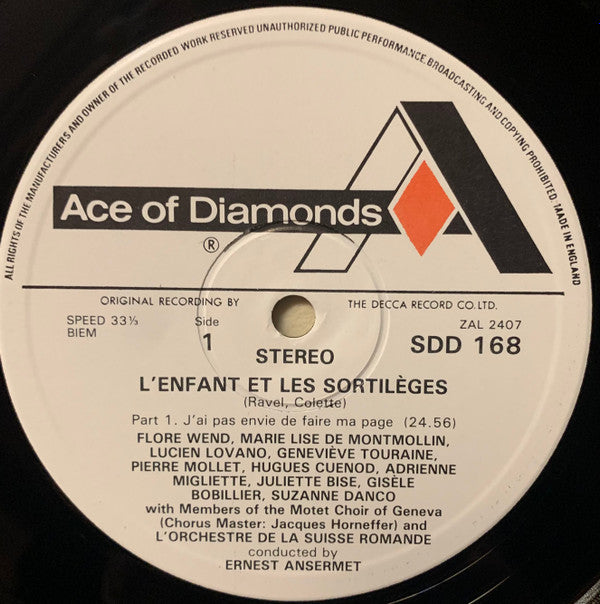 ALL RIGHTS OF THE MANUFACTURERS AND OWNER OF THE RECORDED WORK RESERVED UNAUTHORIZED PUBLIC PERFORMANCE, BROADCASTING AND COPYING PROHIBITED. MADE IN ENGLAND
Ace of Diamonds
®
ORIGINAL RECORDING BY THE DECCA RECORD CO. LTD.
SPEED 33⅓ Side ZAL 2407
BIEM 1 STEREO SDD 168
L'ENFANT ET LES SORTILÈGES
(Ravel, Colette)
Part 1. J'ai pas envie de faire ma page (24.56)
FLORE WEND, MARIE LISE DE MONTMOLLIN,
LUCIEN LOVANO, GENEVIÈVE TOURAINE,
PIERRE MOLLET, HUGUES CUENOD, ADRIENNE
MIGLIETTE, JULIETTE BISE, GISÈLE
BOBILLIER, SUZANNE DANCO
with Members of the Motet Choir of Geneva
(Chorus Master: Jacques Horneffer) and
L'ORCHESTRE DE LA SUISSE ROMANDE
conducted by
ERNEST ANSERMET